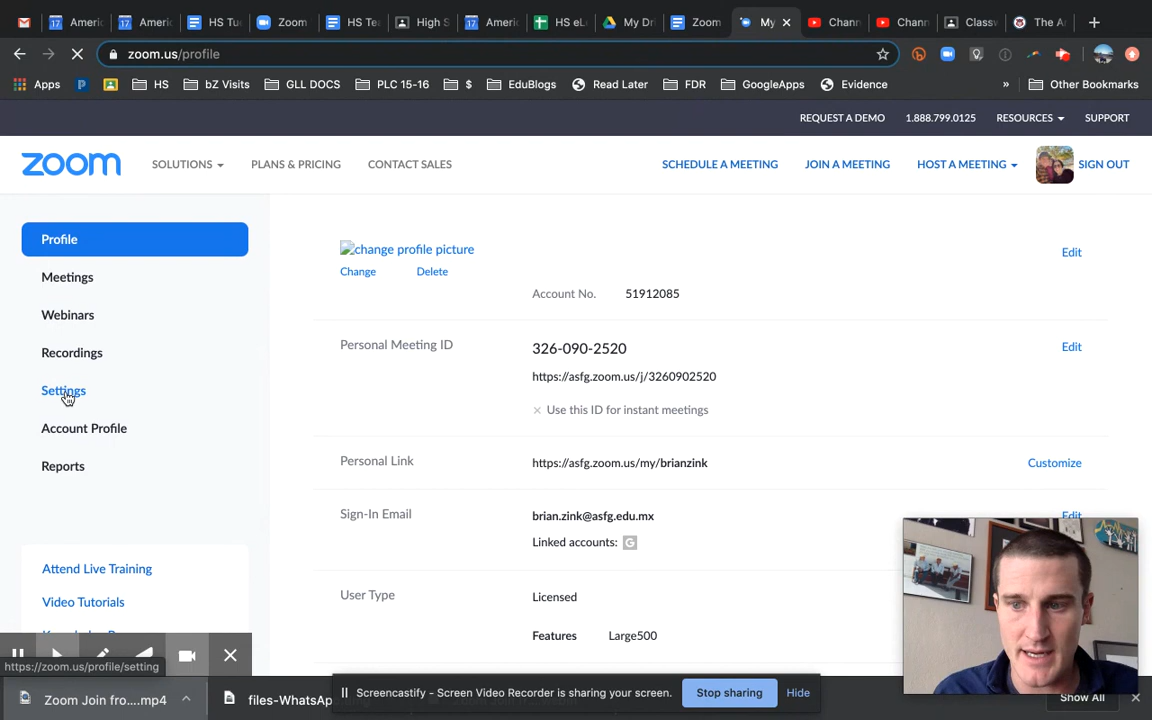 Americ
Americ
HS Tu
Zoom
HS Te
High S
Americ
HS eL
My Dri
Zoom
My
Chann
Chann
Classw
The A
zoom.us/profile
Apps
HS
bZ Visits
GLL DOCS
PLC 15-16
$
EduBlogs
Read Later
FDR
GoogleApps
Evidence
»
Other Bookmarks
REQUEST A DEMO
1.888.799.0125
RESOURCES
SUPPORT
zoom
SOLUTIONS
PLANS & PRICING
CONTACT SALES
SCHEDULE A MEETING
JOIN A MEETING
HOST A MEETING
SIGN OUT
Profile
Meetings
Webinars
Recordings
Settings
Account Profile
Reports
Attend Live Training
Video Tutorials
change profile picture
Change
Delete
Edit
Account No.
51912085
Personal Meeting ID
326-090-2520
Edit
https://asfg.zoom.us/j/3260902520
× Use this ID for instant meetings
Personal Link
https://asfg.zoom.us/my/brianzink
Customize
Sign-In Email
brian.zink@asfg.edu.mx
Edit
Linked accounts: G
User Type
Licensed
Features
Large500
https://zoom.us/profile/setting
Zoom Join fro....mp4
files-WhatsAp
Screencastify - Screen Video Recorder is sharing your screen.
Stop sharing
Hide
Show All